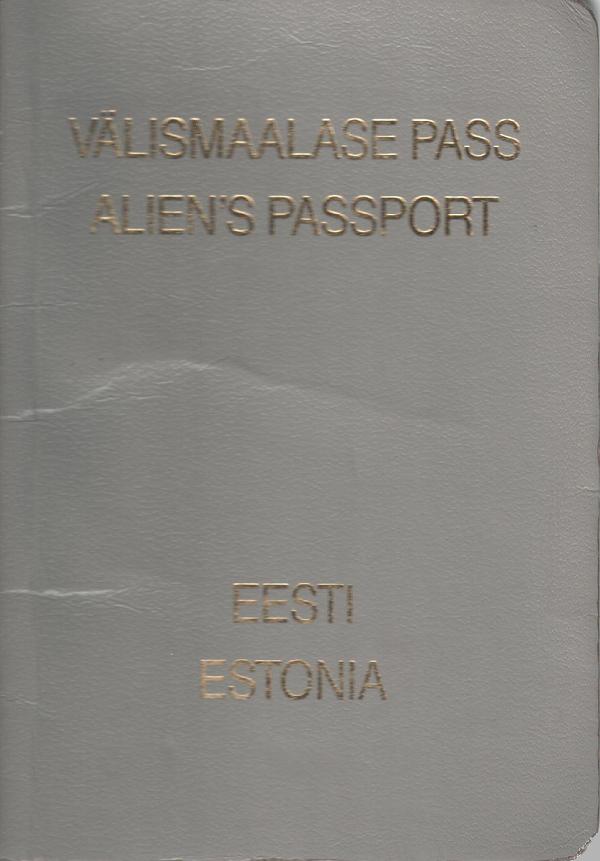 VÄLISMAALASE PASS
ALIEN'S PASSPORT
EESTI
ESTONIA